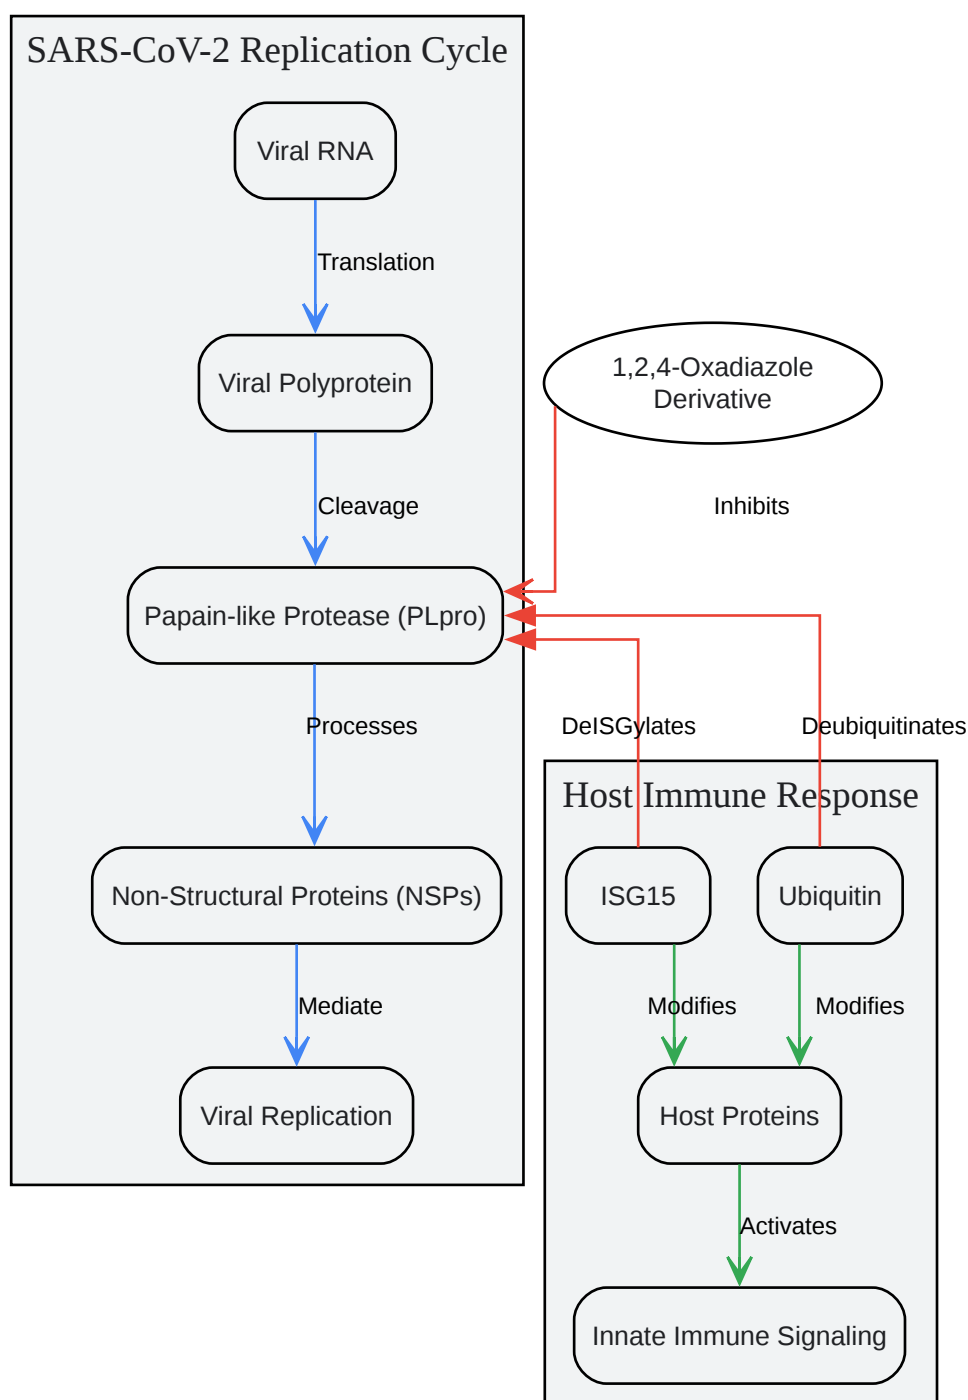 SARS-CoV-2 Replication Cycle
Viral RNA
Translation
Viral Polyprotein
1,2,4-Oxadiazole
Derivative
Cleavage
Inhibits
Papain-like Protease (PLpro)
Processes
DeISGylates
Deubiquitinates
Host Immune Response
Non-Structural Proteins (NSPs)
ISG15
Ubiquitin
Mediate
Modifies
Modifies
Viral Replication
Host Proteins
Activates
Innate Immune Signaling